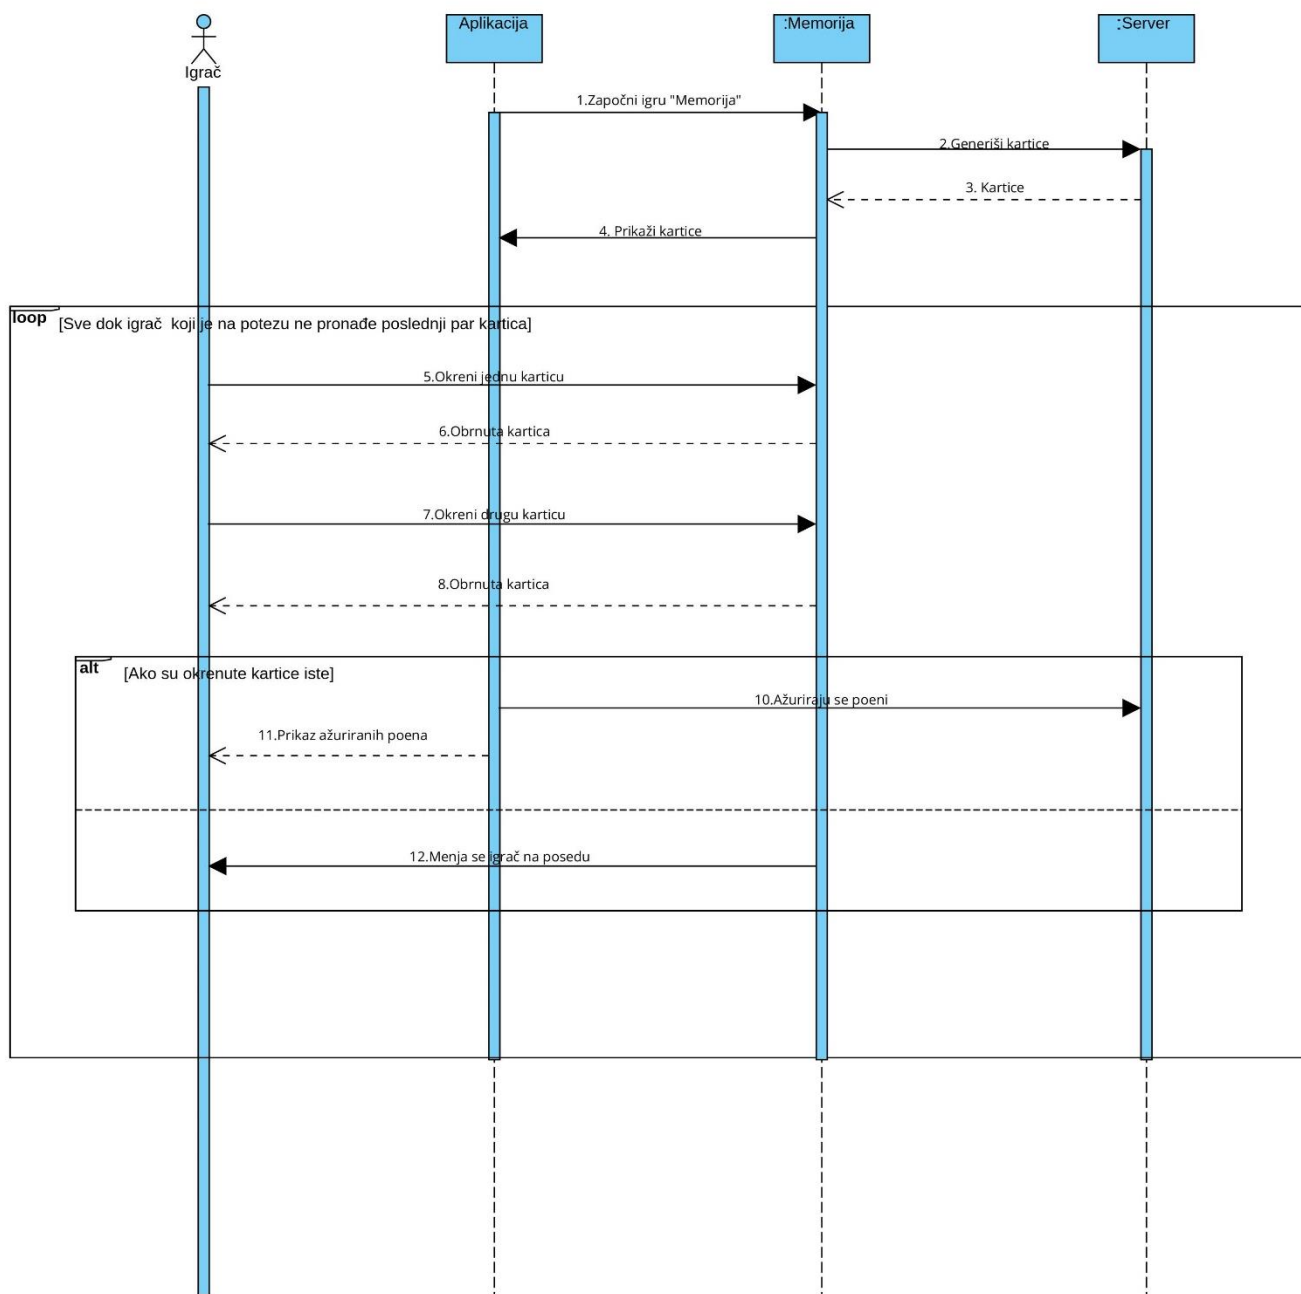 Igrač
Aplikacija
:Memorija
:Server
1.Započni igru "Memorija"
2.Generiši kartice
3. Kartice
4. Prikaži kartice
loop
[Sve dok igrač  koji je na potezu ne pronađe poslednji par kartica]
5.Okreni jednu karticu
6.Obrnuta kartica
7.Okreni drugu karticu
8.Obrnuta kartica
alt
[Ako su okrenute kartice iste]
10.Ažuriraju se poeni
11.Prikaz ažuriranih poena
12.Menja se igrač na posedu